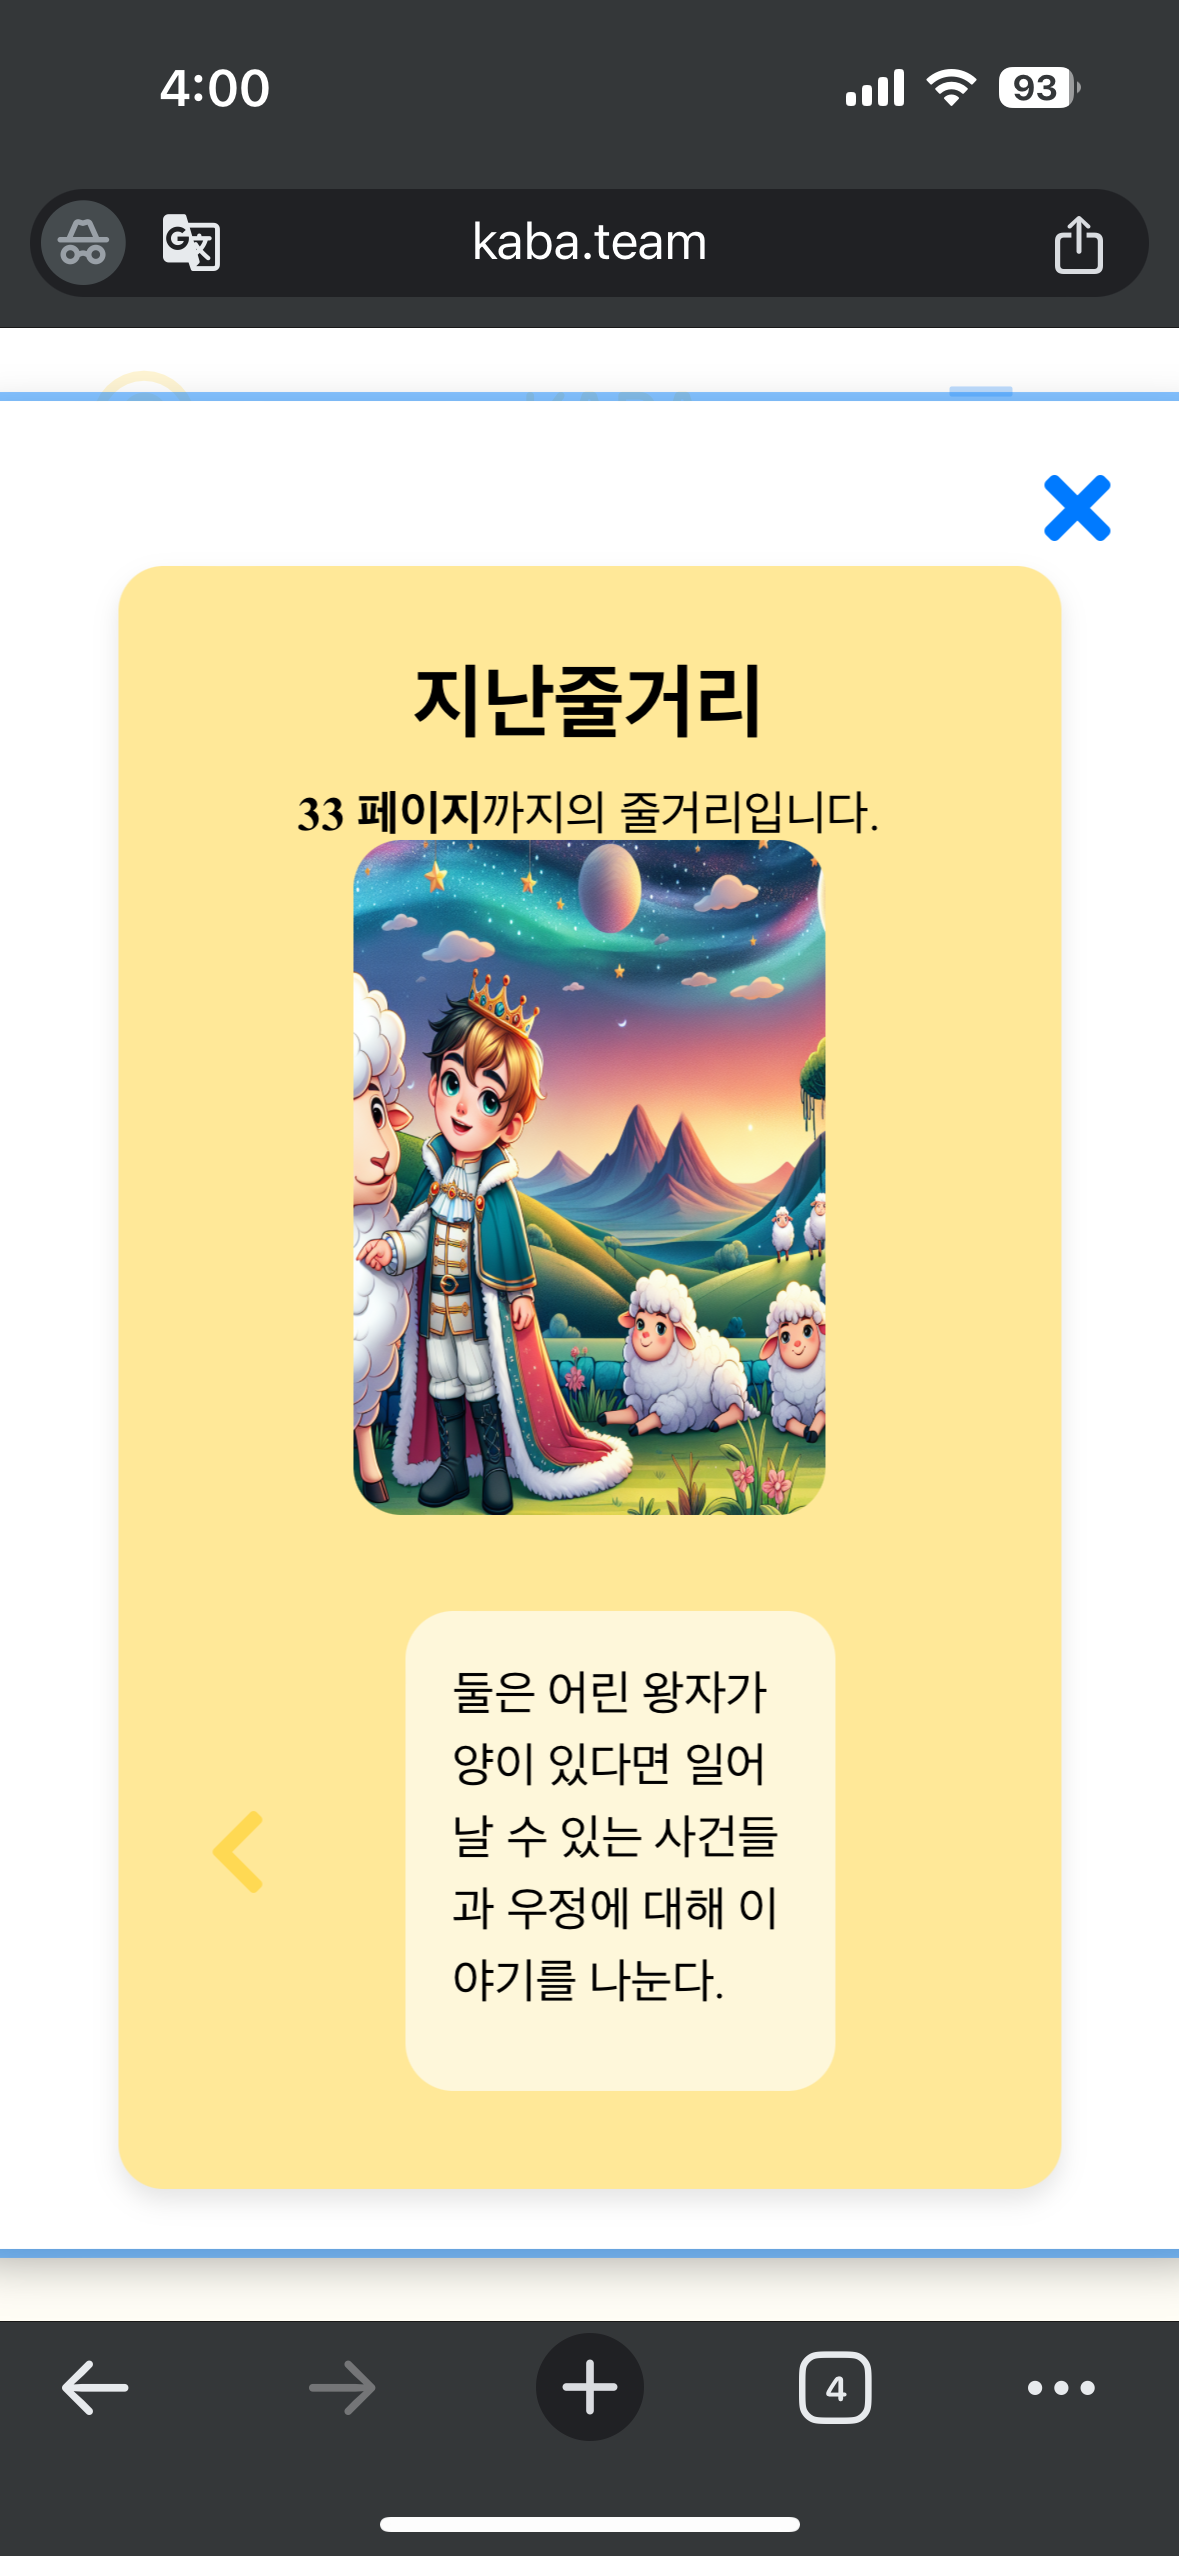 4:00
93
kaba.team
지난줄거리
33 페이지까지의 줄거리입니다.
둘은 어린 왕자가
양이 있다면 일어
날 수 있는 사건들
과 우정에 대해 이
야기를 나눈다.
4